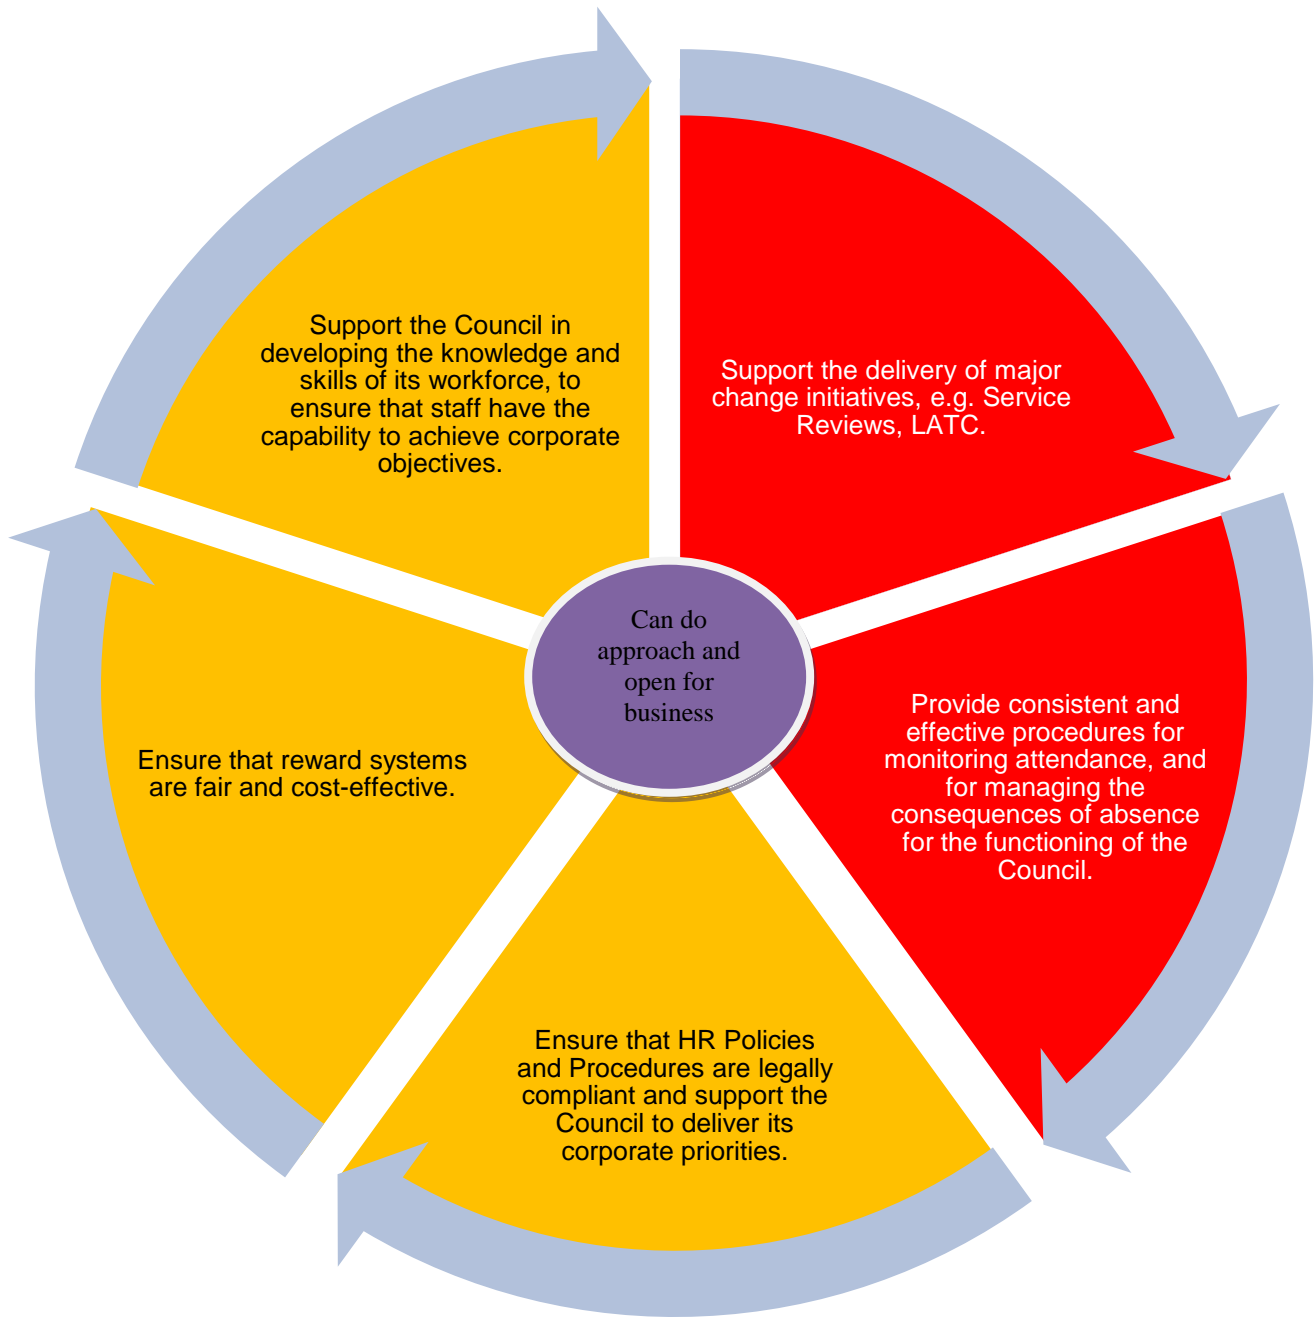 Support the Council in
developing the knowledge and
skills of its workforce, to
ensure that staff have the
capability to achieve corporate
objectives.
Support the delivery of major
change initiatives, e.g. Service
Reviews, LATC.
Can do
approach and
open for
business
Provide consistent and
effective procedures for
monitoring attendance, and
for managing the
consequences of absence
for the functioning of the
Council.
Ensure that reward systems
are fair and cost-effective.
Ensure that HR Policies
and Procedures are legally
compliant and support the
Council to deliver its
corporate priorities.